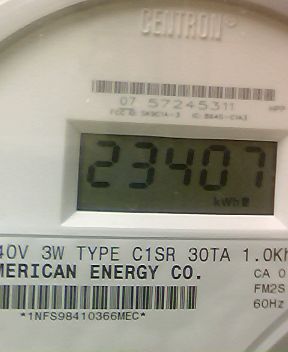 CENTRON
07 57245311
23407
kWh
40V 3W TYPE C1SR 30TA 1.0Kh
MERICAN ENERGY CO.
CA 0
FM2S
60Hz
*1NFS98410366MEC*